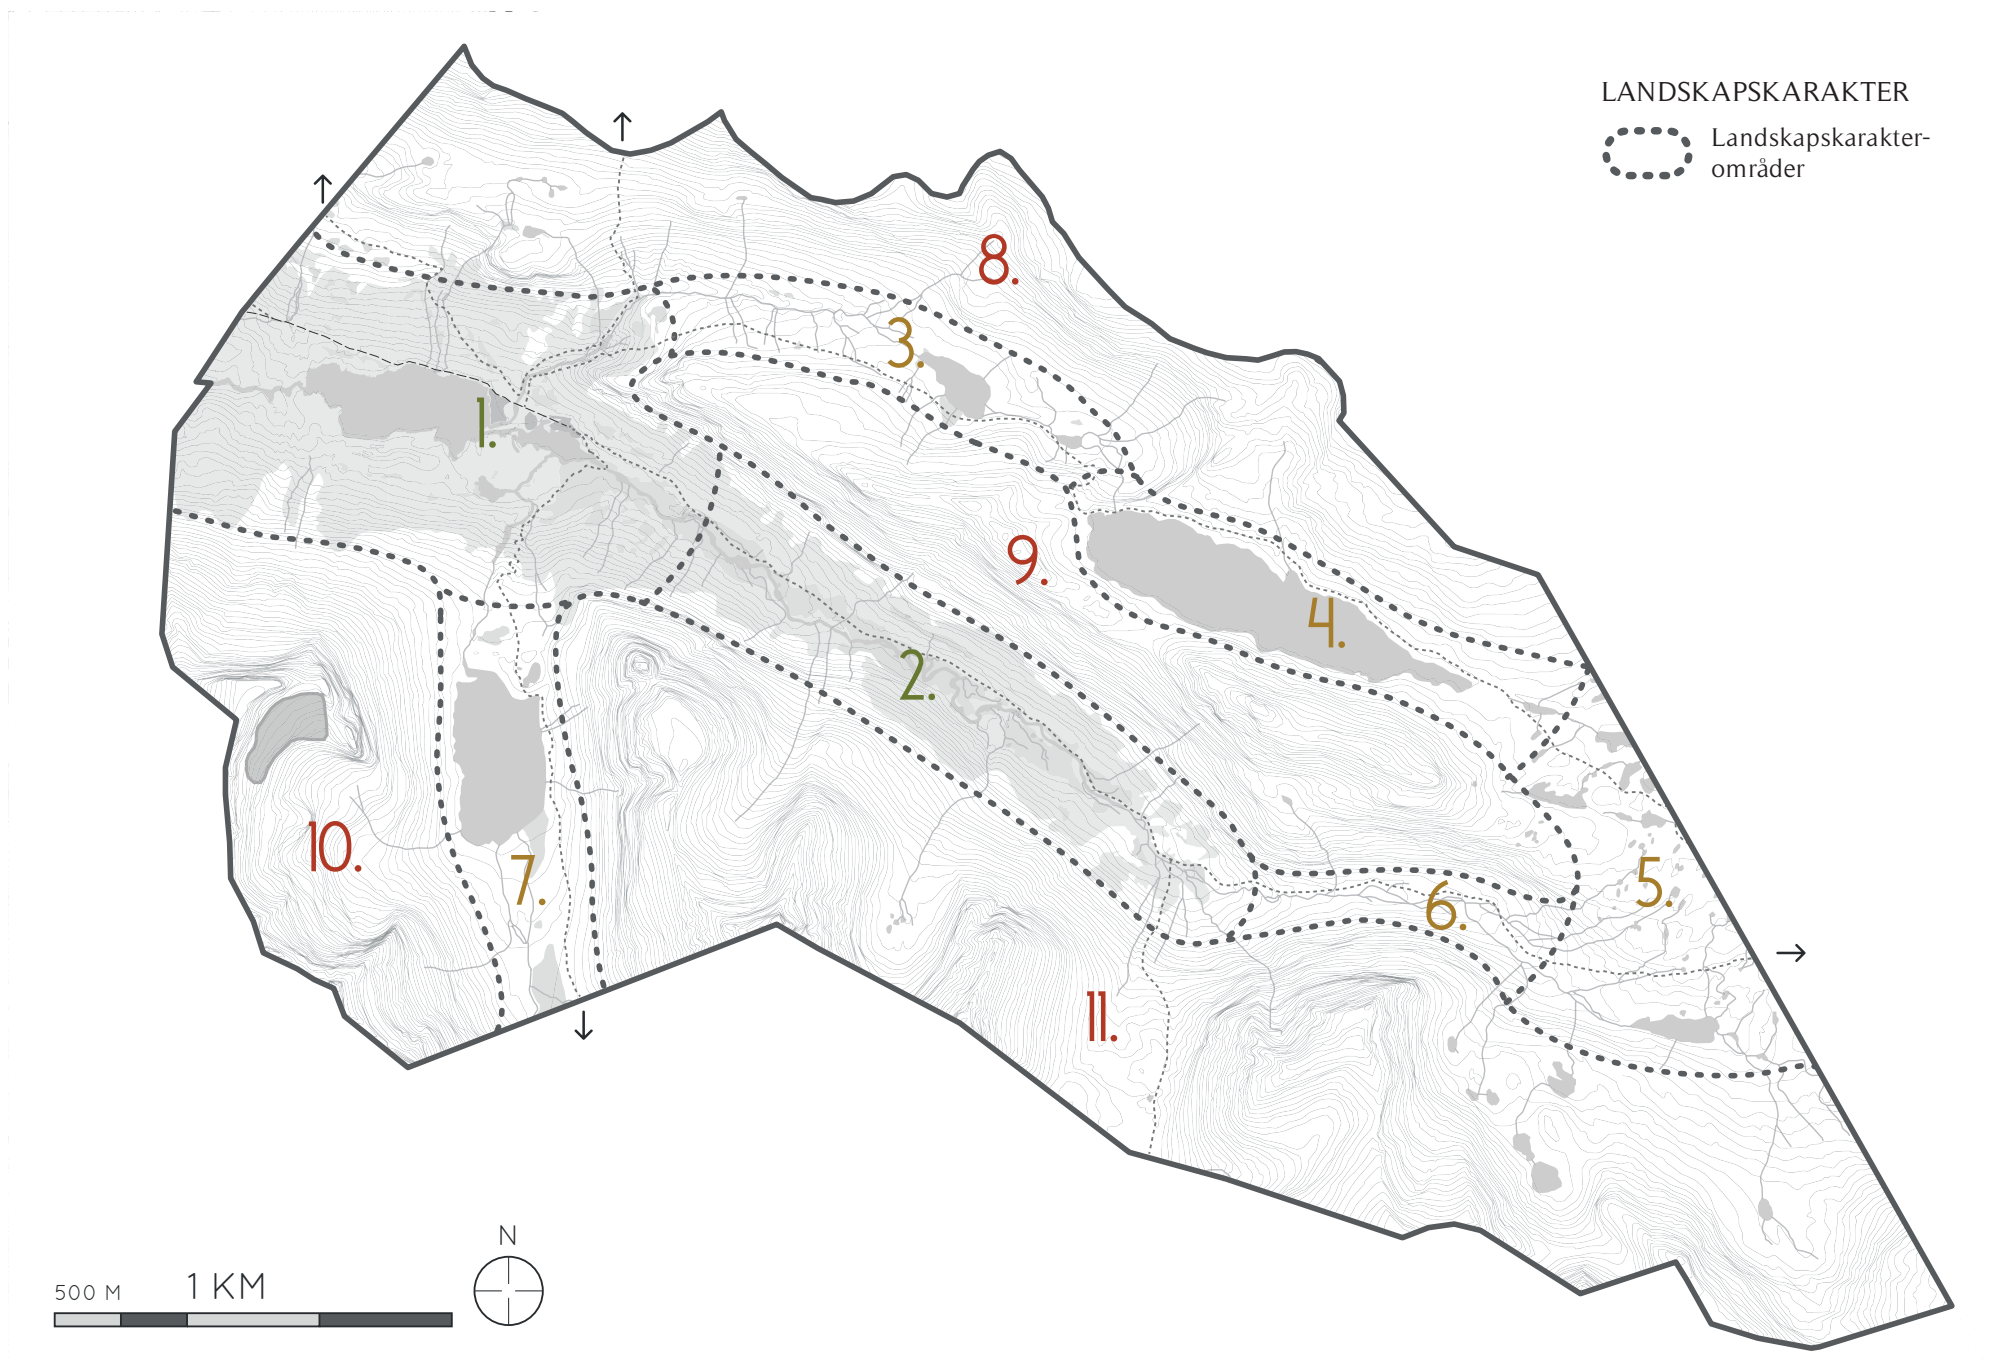 LANDSKAPSKARAKTER
Landskapskarakter-
områder
8.
3.
1.
9.
4.
2.
10.
7.
5.
6.
11.
N
500 M
1 KM